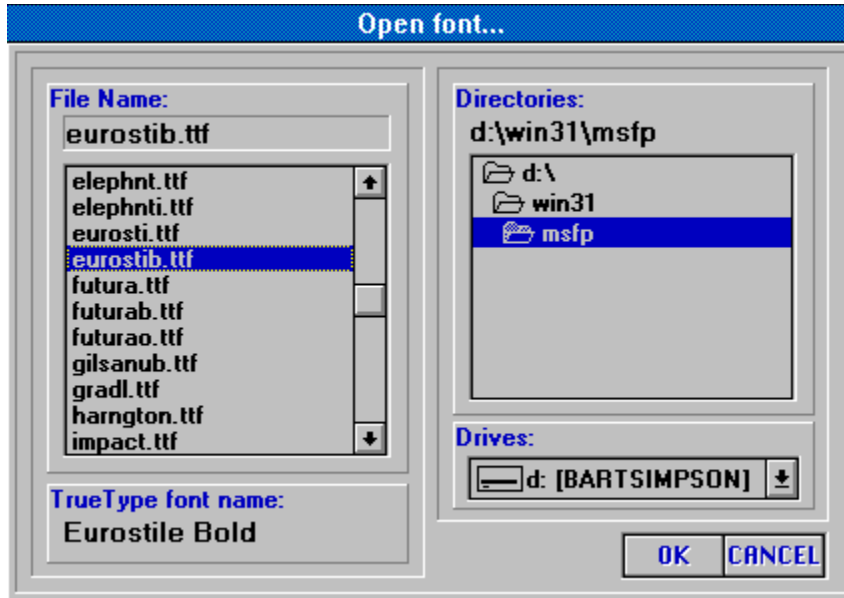 Open font...
File Name:
eurostib.ttf
elephnt.ttf
elephnti.ttf
eurosti.ttf
eurostib.ttf
futura.ttf
futurab.ttf
futurao.ttf
gilsanub.ttf
gradl.ttf
harngton.ttf
impact.ttf
TrueType font name:
Eurostile Bold
Directories:
d:\win31\msfp
d:\
win31
msfp
Drives:
d: [BARTSIMPSON]
OK
CANCEL